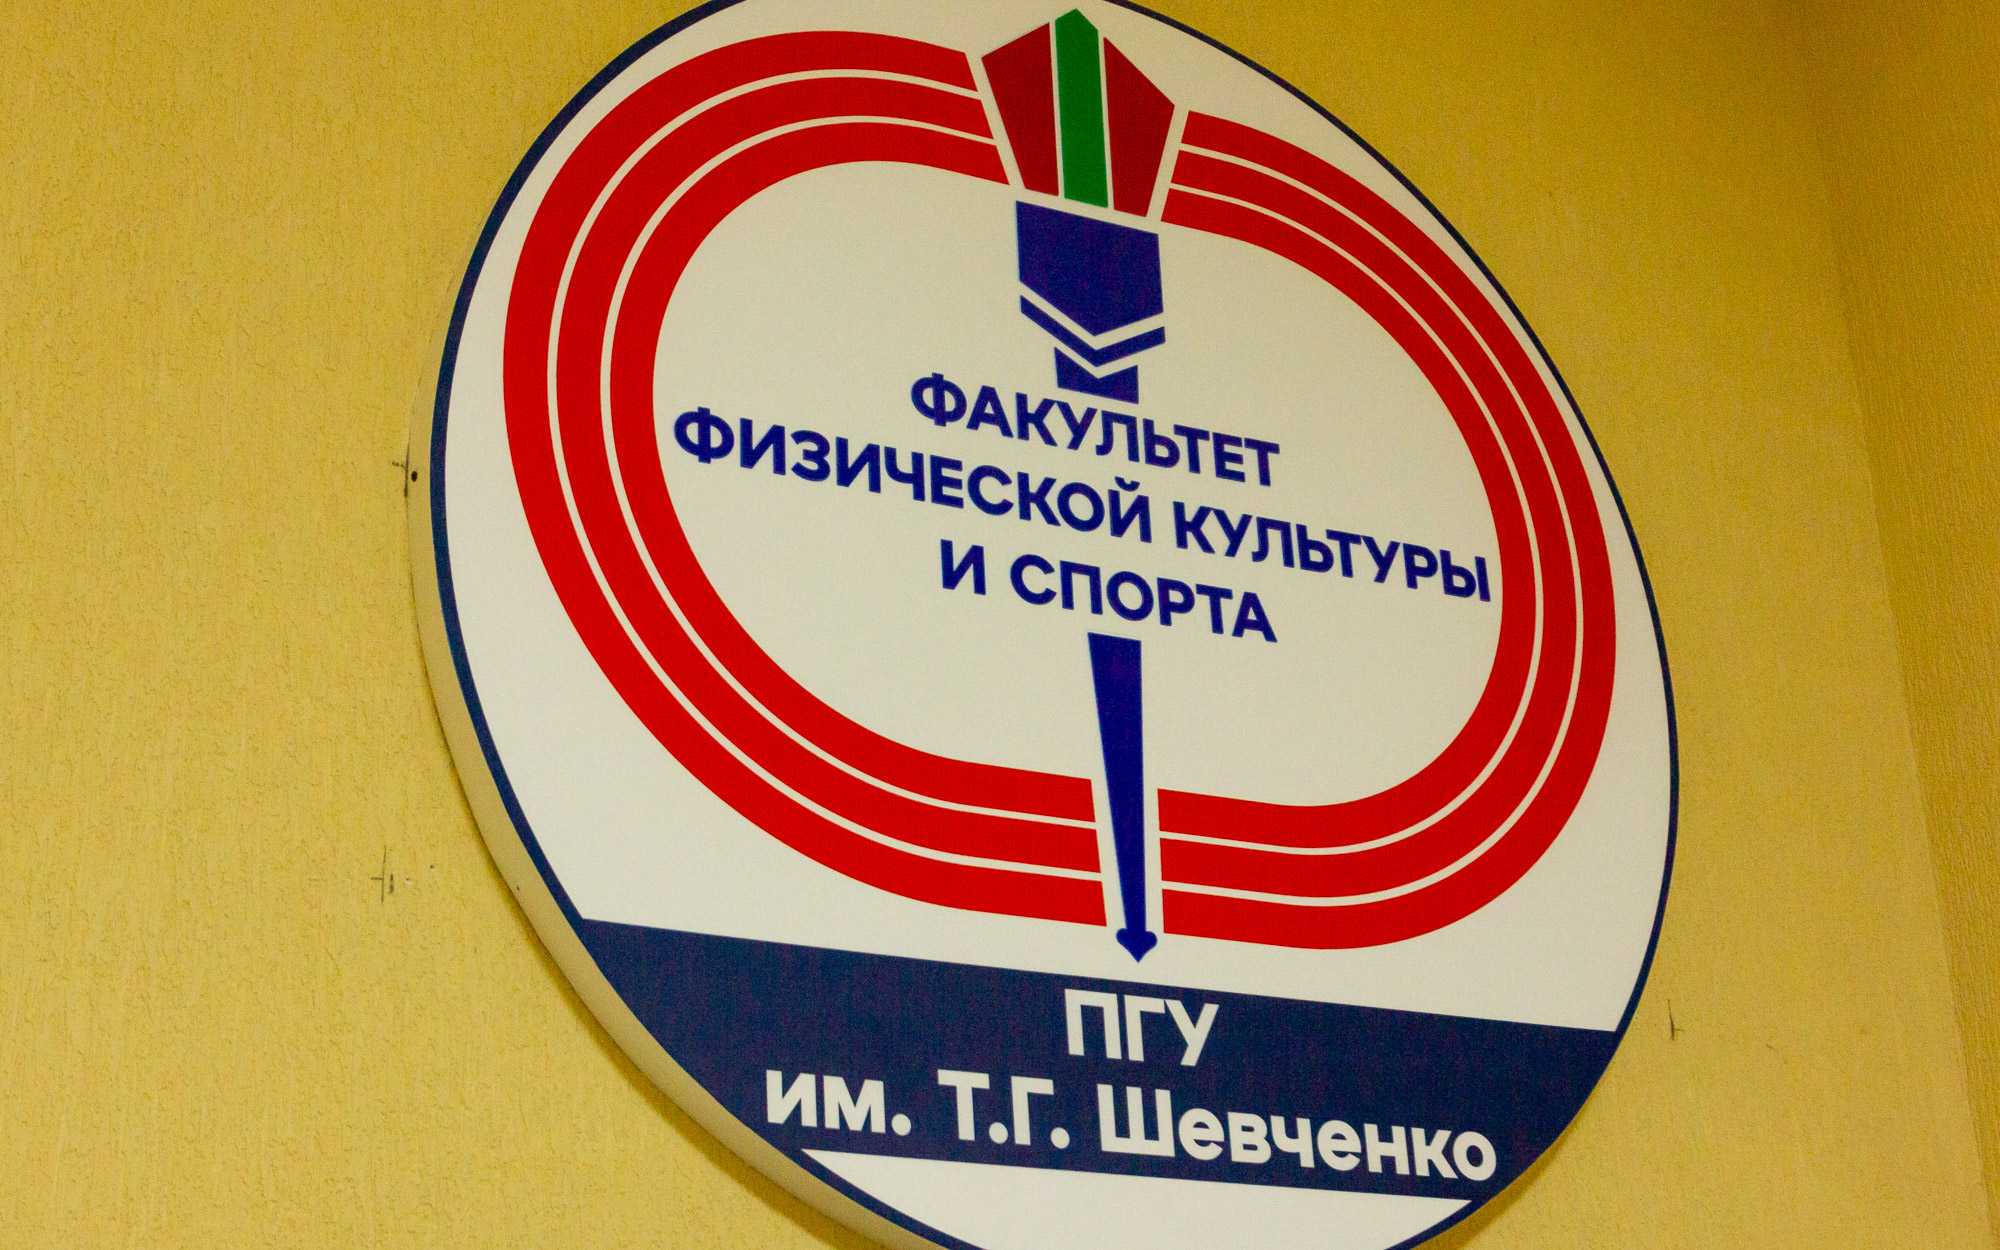 ФАКУЛЬТЕТ
ФИЗИЧЕСКОЙ КУЛЬТУРЫ
И СПОРТА
ПГУ
им. Т.Г. Шевченко